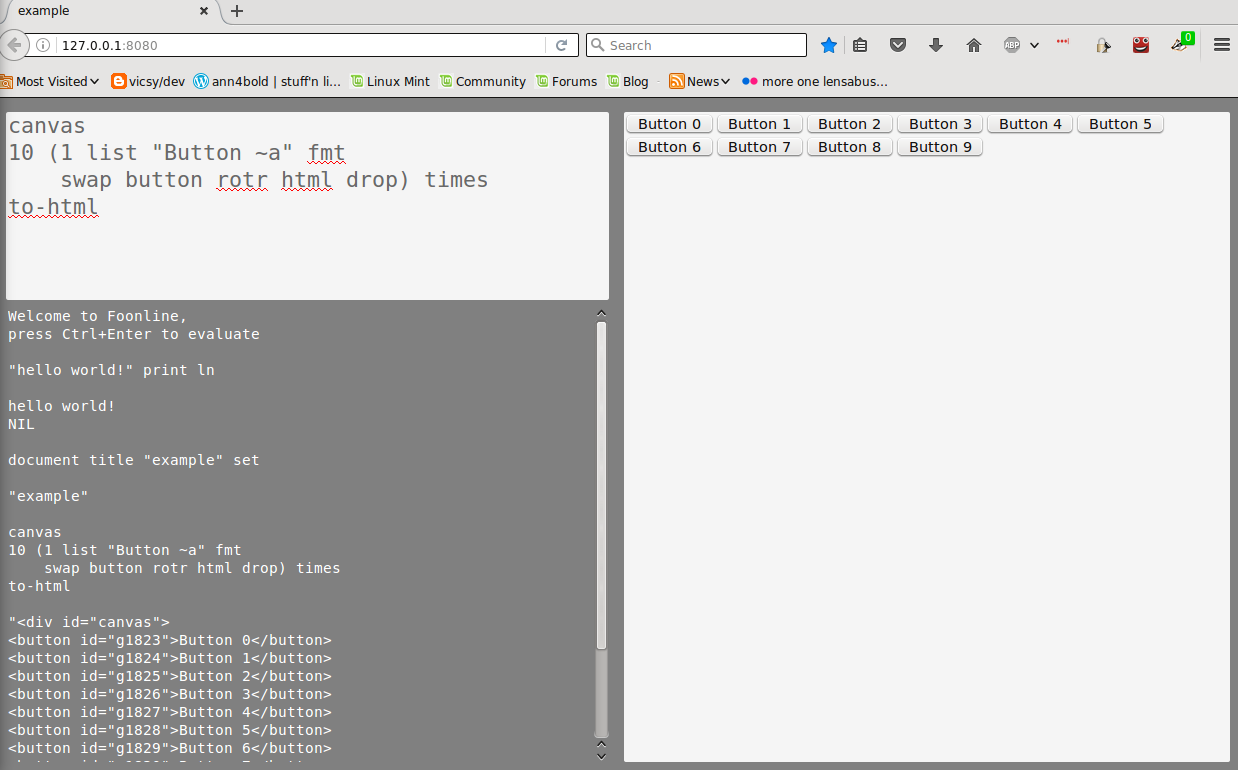 example
127.0.0.1:8080
Search
ABP
0
Most Visited
vicsy/dev
ann4bold | stuff'n li...
Linux Mint
Community
Forums
Blog
News
more one lensabus...
canvas
10 (1 list "Button ~a" fmt
    swap button rotr html drop) times
to-html
Welcome to Foonline,
press Ctrl+Enter to evaluate
"hello world!" print ln
hello world!
NIL
document title "example" set
"example"
canvas
10 (1 list "Button ~a" fmt
    swap button rotr html drop) times
to-html
"<div id="canvas">
<button id="g1823">Button 0</button>
<button id="g1824">Button 1</button>
<button id="g1825">Button 2</button>
<button id="g1826">Button 3</button>
<button id="g1827">Button 4</button>
<button id="g1828">Button 5</button>
<button id="g1829">Button 6</button>
Button 0 Button 1 Button 2 Button 3 Button 4 Button 5
Button 6 Button 7 Button 8 Button 9